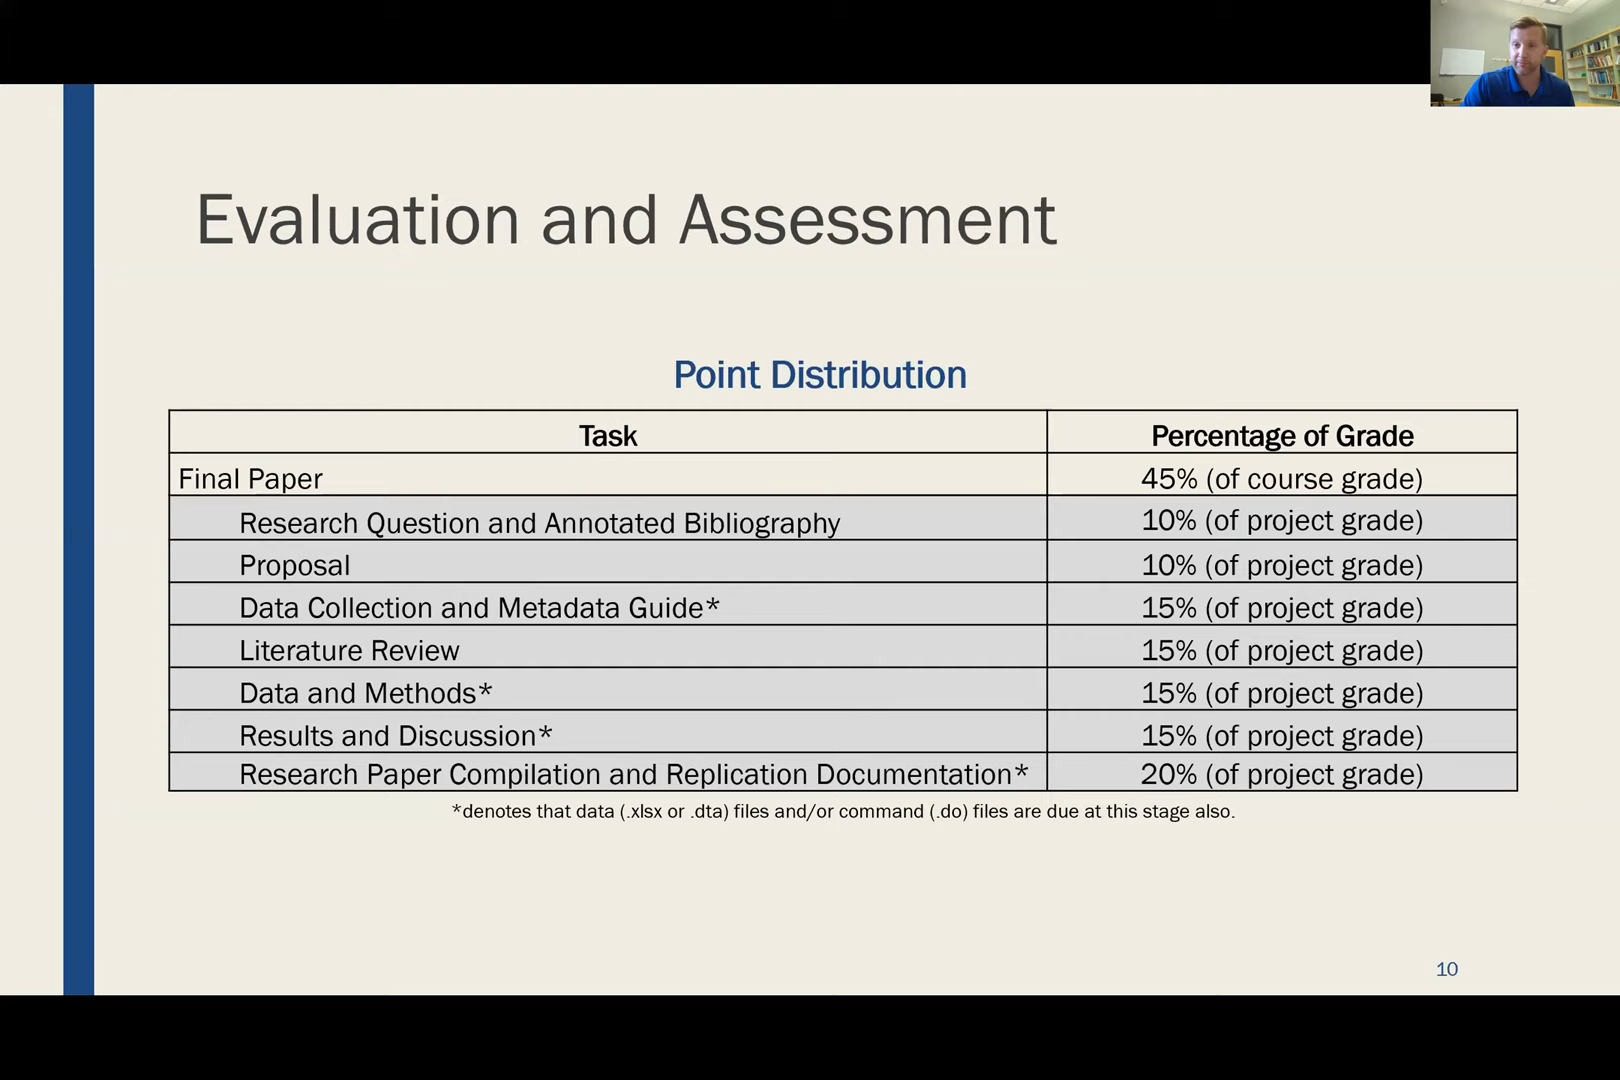 Evaluation and Assessment
Point Distribution
Task Percentage of Grade
Final Paper 45% (of course grade)
Research Question and Annotated Bibliography 10% (of project grade)
Proposal 10% (of project grade)
Data Collection and Metadata Guide* 15% (of project grade)
Literature Review 15% (of project grade)
Data and Methods* 15% (of project grade)
Results and Discussion* 15% (of project grade)
Research Paper Compilation and Replication Documentation* 20% (of project grade)
*denotes that data (.xlsx or .dta) files and/or command (.do) files are due at this stage also.
10